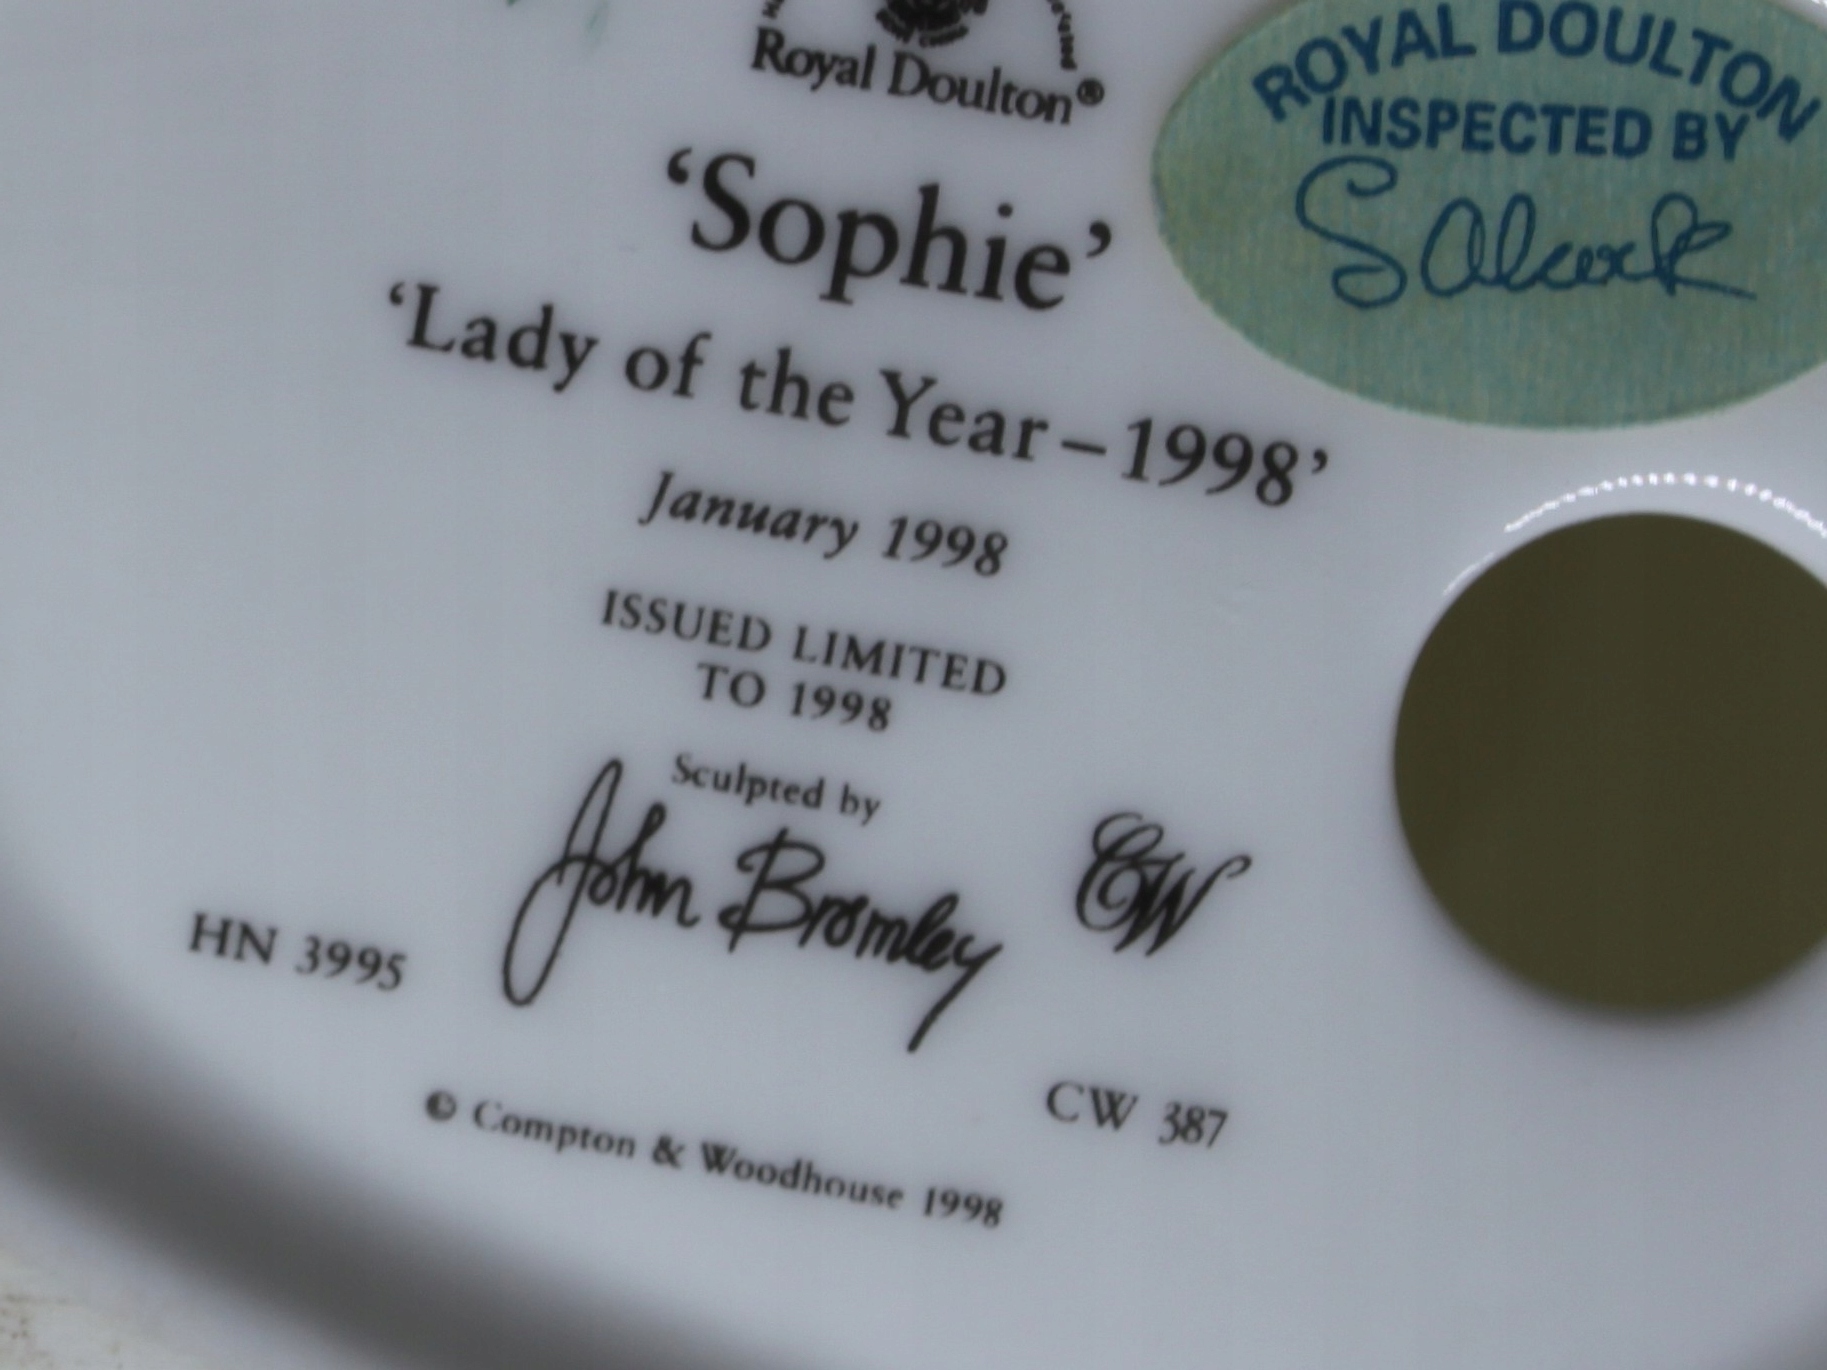 Royal Doulton®
‘Sophie’
‘Lady of the Year – 1998’
January 1998
ISSUED LIMITED
TO 1998
Sculpted by
John Bromley
CW
HN 3995
CW 387
© Compton & Woodhouse 1998
ROYAL DOULTON
INSPECTED BY
S Alcock